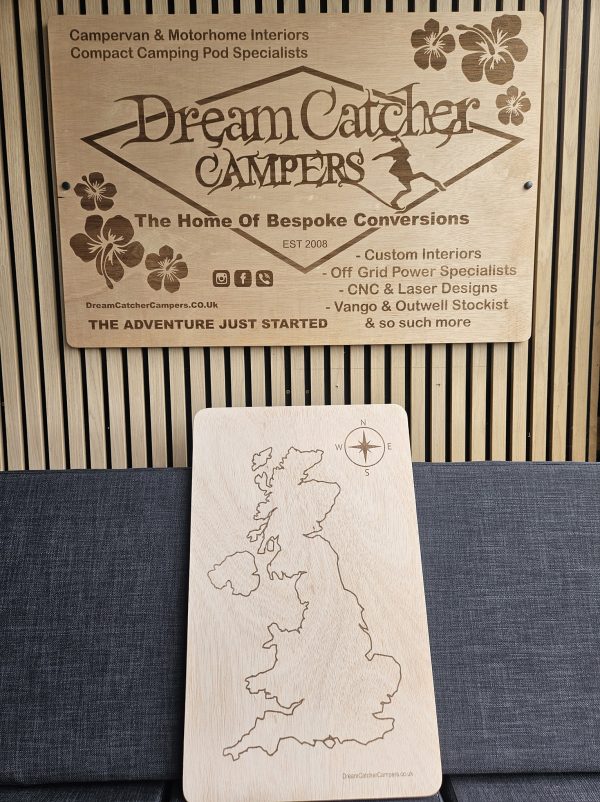 Campervan & Motorhome Interiors
Compact Camping Pod Specialists
Dream Catcher
CAMPERS
The Home Of Bespoke Conversions
EST 2008
- Custom Interiors
- Off Grid Power Specialists
- CNC & Laser Designs
- Vango & Outwell Stockist
& so such more
DreamCatcherCampers.CO.Uk
THE ADVENTURE JUST STARTED
N
W E
S
DreamCatcherCampers.co.uk